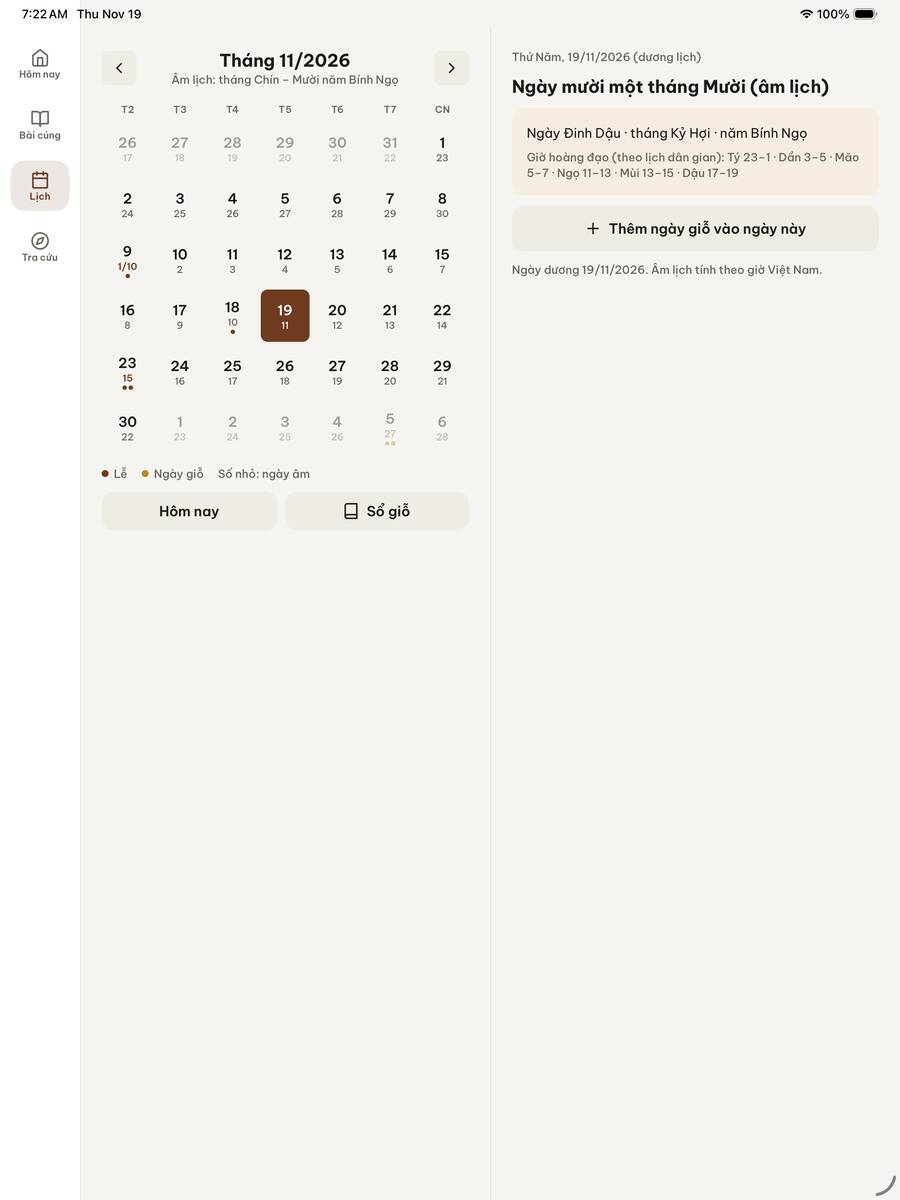 7:22 AM Thu Nov 19
100%
Hôm nay
Bài cúng
Lịch
Tra cứu
Tháng 11/2026
Âm lịch: tháng Chín – Mười năm Bính Ngọ
T2 T3 T4 T5 T6 T7 CN
26 27 28 29 30 31 1
17 18 19 20 21 22 23
2 3 4 5 6 7 8
24 25 26 27 28 29 30
9 10 11 12 13 14 15
1/10 2 3 4 5 6 7
16 17 18 19 20 21 22
8 9 10 11 12 13 14
23 24 25 26 27 28 29
15 16 17 18 19 20 21
30 1 2 3 4 5 6
22 23 24 25 26 27 28
Lễ Ngày giỗ Số nhỏ: ngày âm
Hôm nay Sổ giỗ
Thứ Năm, 19/11/2026 (dương lịch)
Ngày mười một tháng Mười (âm lịch)
Ngày Đinh Dậu · tháng Kỷ Hợi · năm Bính Ngọ
Giờ hoàng đạo (theo lịch dân gian): Tý 23–1 · Dần 3–5 · Mão
5–7 · Ngọ 11–13 · Mùi 13–15 · Dậu 17–19
+ Thêm ngày giỗ vào ngày này
Ngày dương 19/11/2026. Âm lịch tính theo giờ Việt Nam.